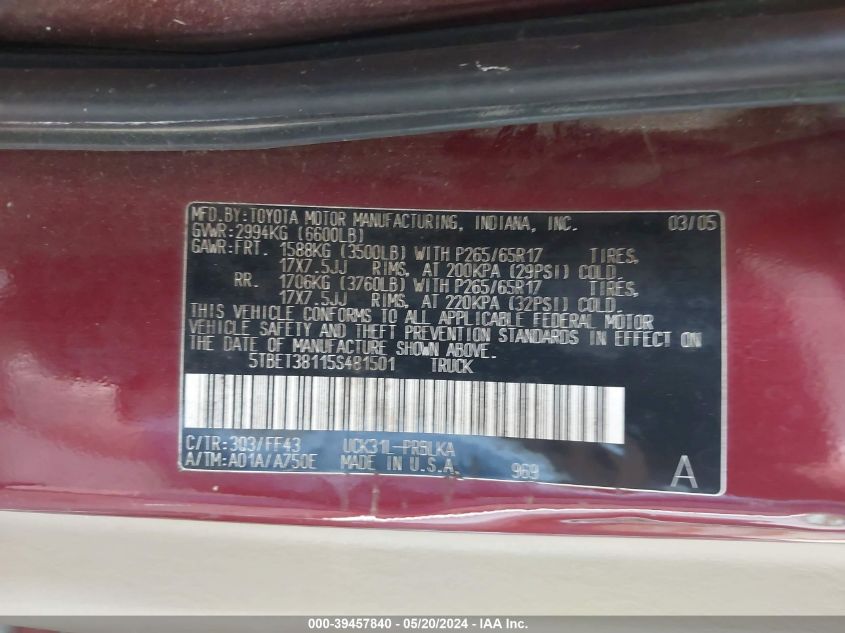 MFD.BY:TOYOTA MOTOR MANUFACTURING, INDIANA, INC. 03/05
GVWR:2994KG (6600LB)
GAWR:FRT. 1588KG (3500LB) WITH P265/65R17 TIRES,
17X7.5JJ RIMS, AT 200KPA (29PSI) COLD.
RR. 1706KG (3760LB) WITH P265/65R17 TIRES,
17X7.5JJ RIMS, AT 220KPA (32PSI) COLD.
THIS VEHICLE CONFORMS TO ALL APPLICABLE FEDERAL MOTOR
VEHICLE SAFETY AND THEFT PREVENTION STANDARDS IN EFFECT ON
THE DATE OF MANUFACTURE SHOWN ABOVE.
5TBET38115S481501 TRUCK
C/TR:3Q3/FF43 UCK31L-PRSLKA
A/TM:A01A/A750E MADE IN U.S.A. 969 A
000-39457840 - 05/20/2024 - IAA Inc.